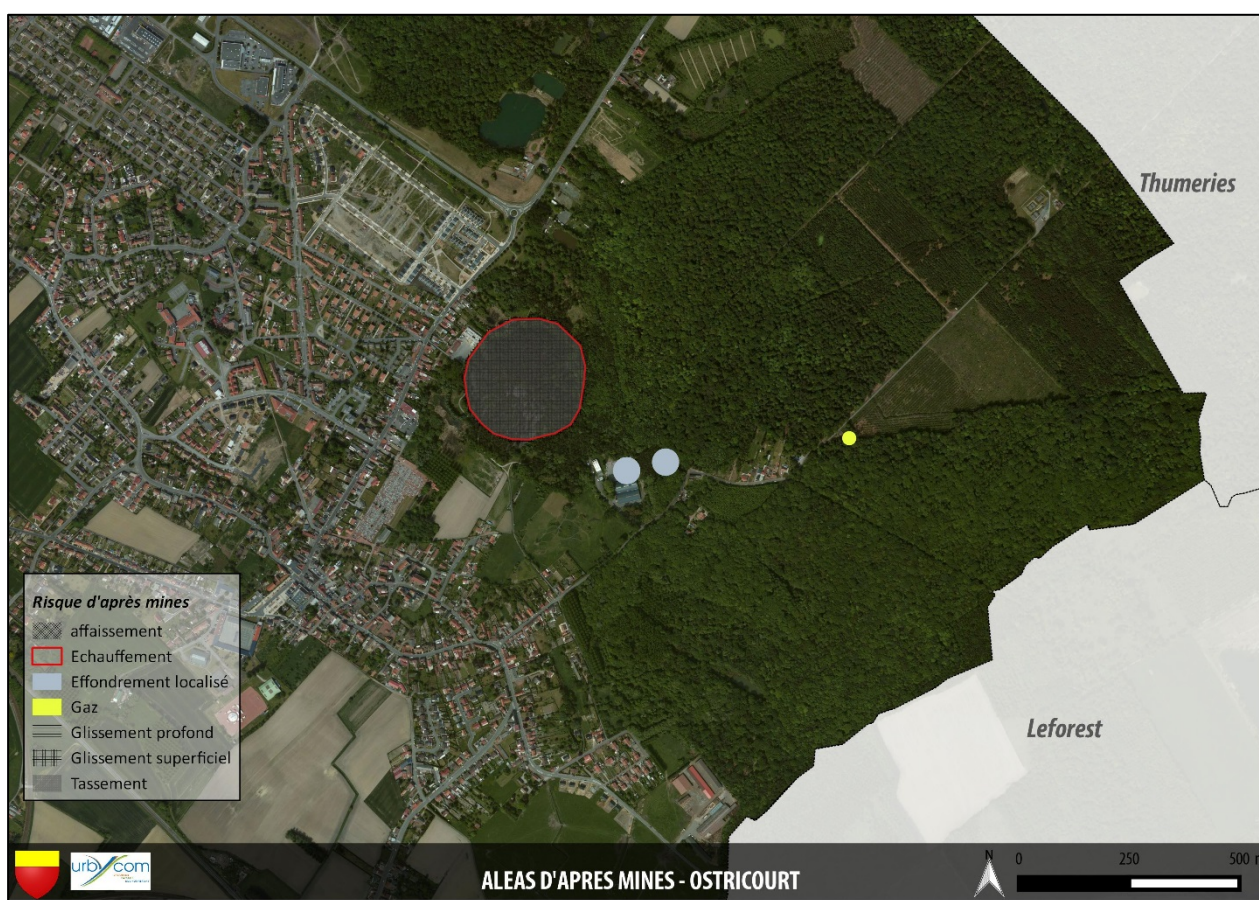 Thumeries
Leforest
Risque d'après mines
affaissement
Echauffement
Effondrement localisé
Gaz
Glissement profond
Glissement superficiel
Tassement
urbycom
ALEAS D'APRES MINES - OSTRICOURT
N
0 250 500 m